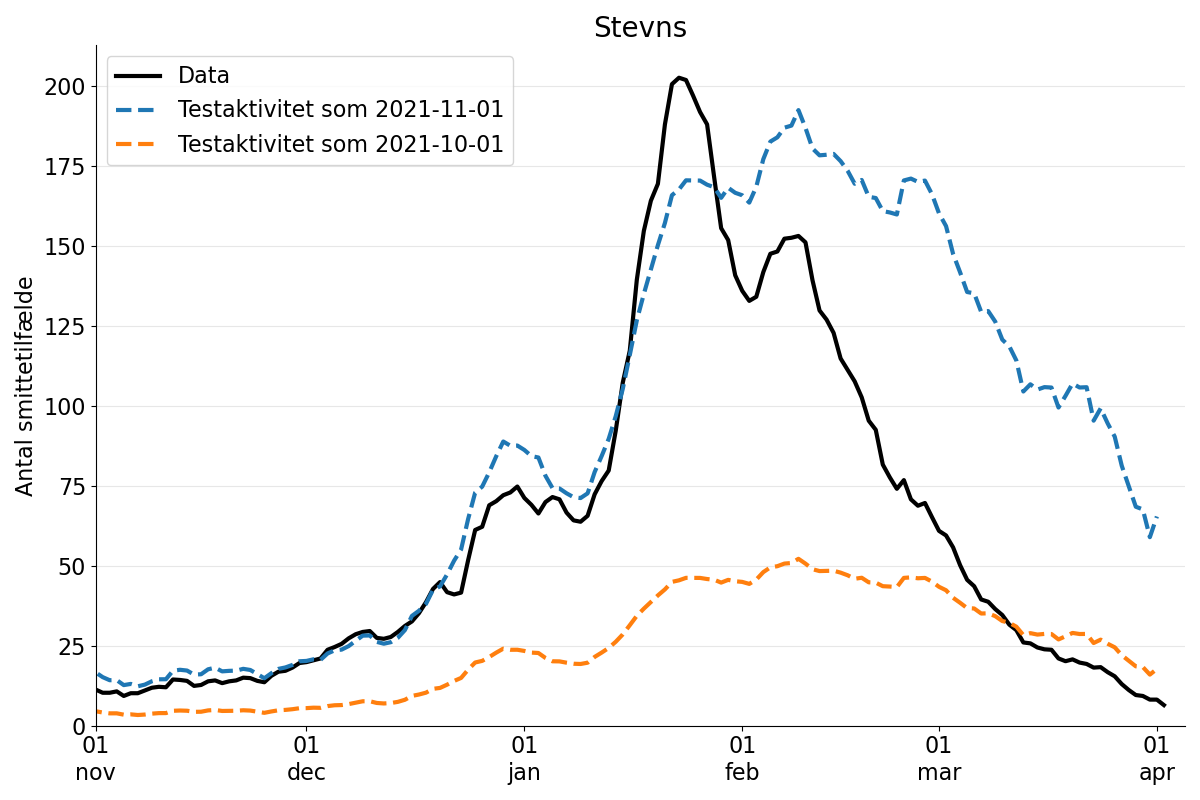 Stevns
Data
Testaktivitet som 2021-11-01
Testaktivitet som 2021-10-01
Antal smittetilfælde
200
175
150
125
100
75
50
25
0
01 01 01 01 01 01
nov dec jan feb mar apr